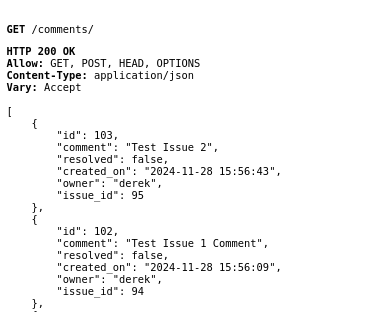 GET /comments/
HTTP 200 OK
Allow: GET, POST, HEAD, OPTIONS
Content-Type: application/json
Vary: Accept
[
    {
        "id": 103,
        "comment": "Test Issue 2",
        "resolved": false,
        "created_on": "2024-11-28 15:56:43",
        "owner": "derek",
        "issue_id": 95
    },
    {
        "id": 102,
        "comment": "Test Issue 1 Comment",
        "resolved": false,
        "created_on": "2024-11-28 15:56:09",
        "owner": "derek",
        "issue_id": 94
    },